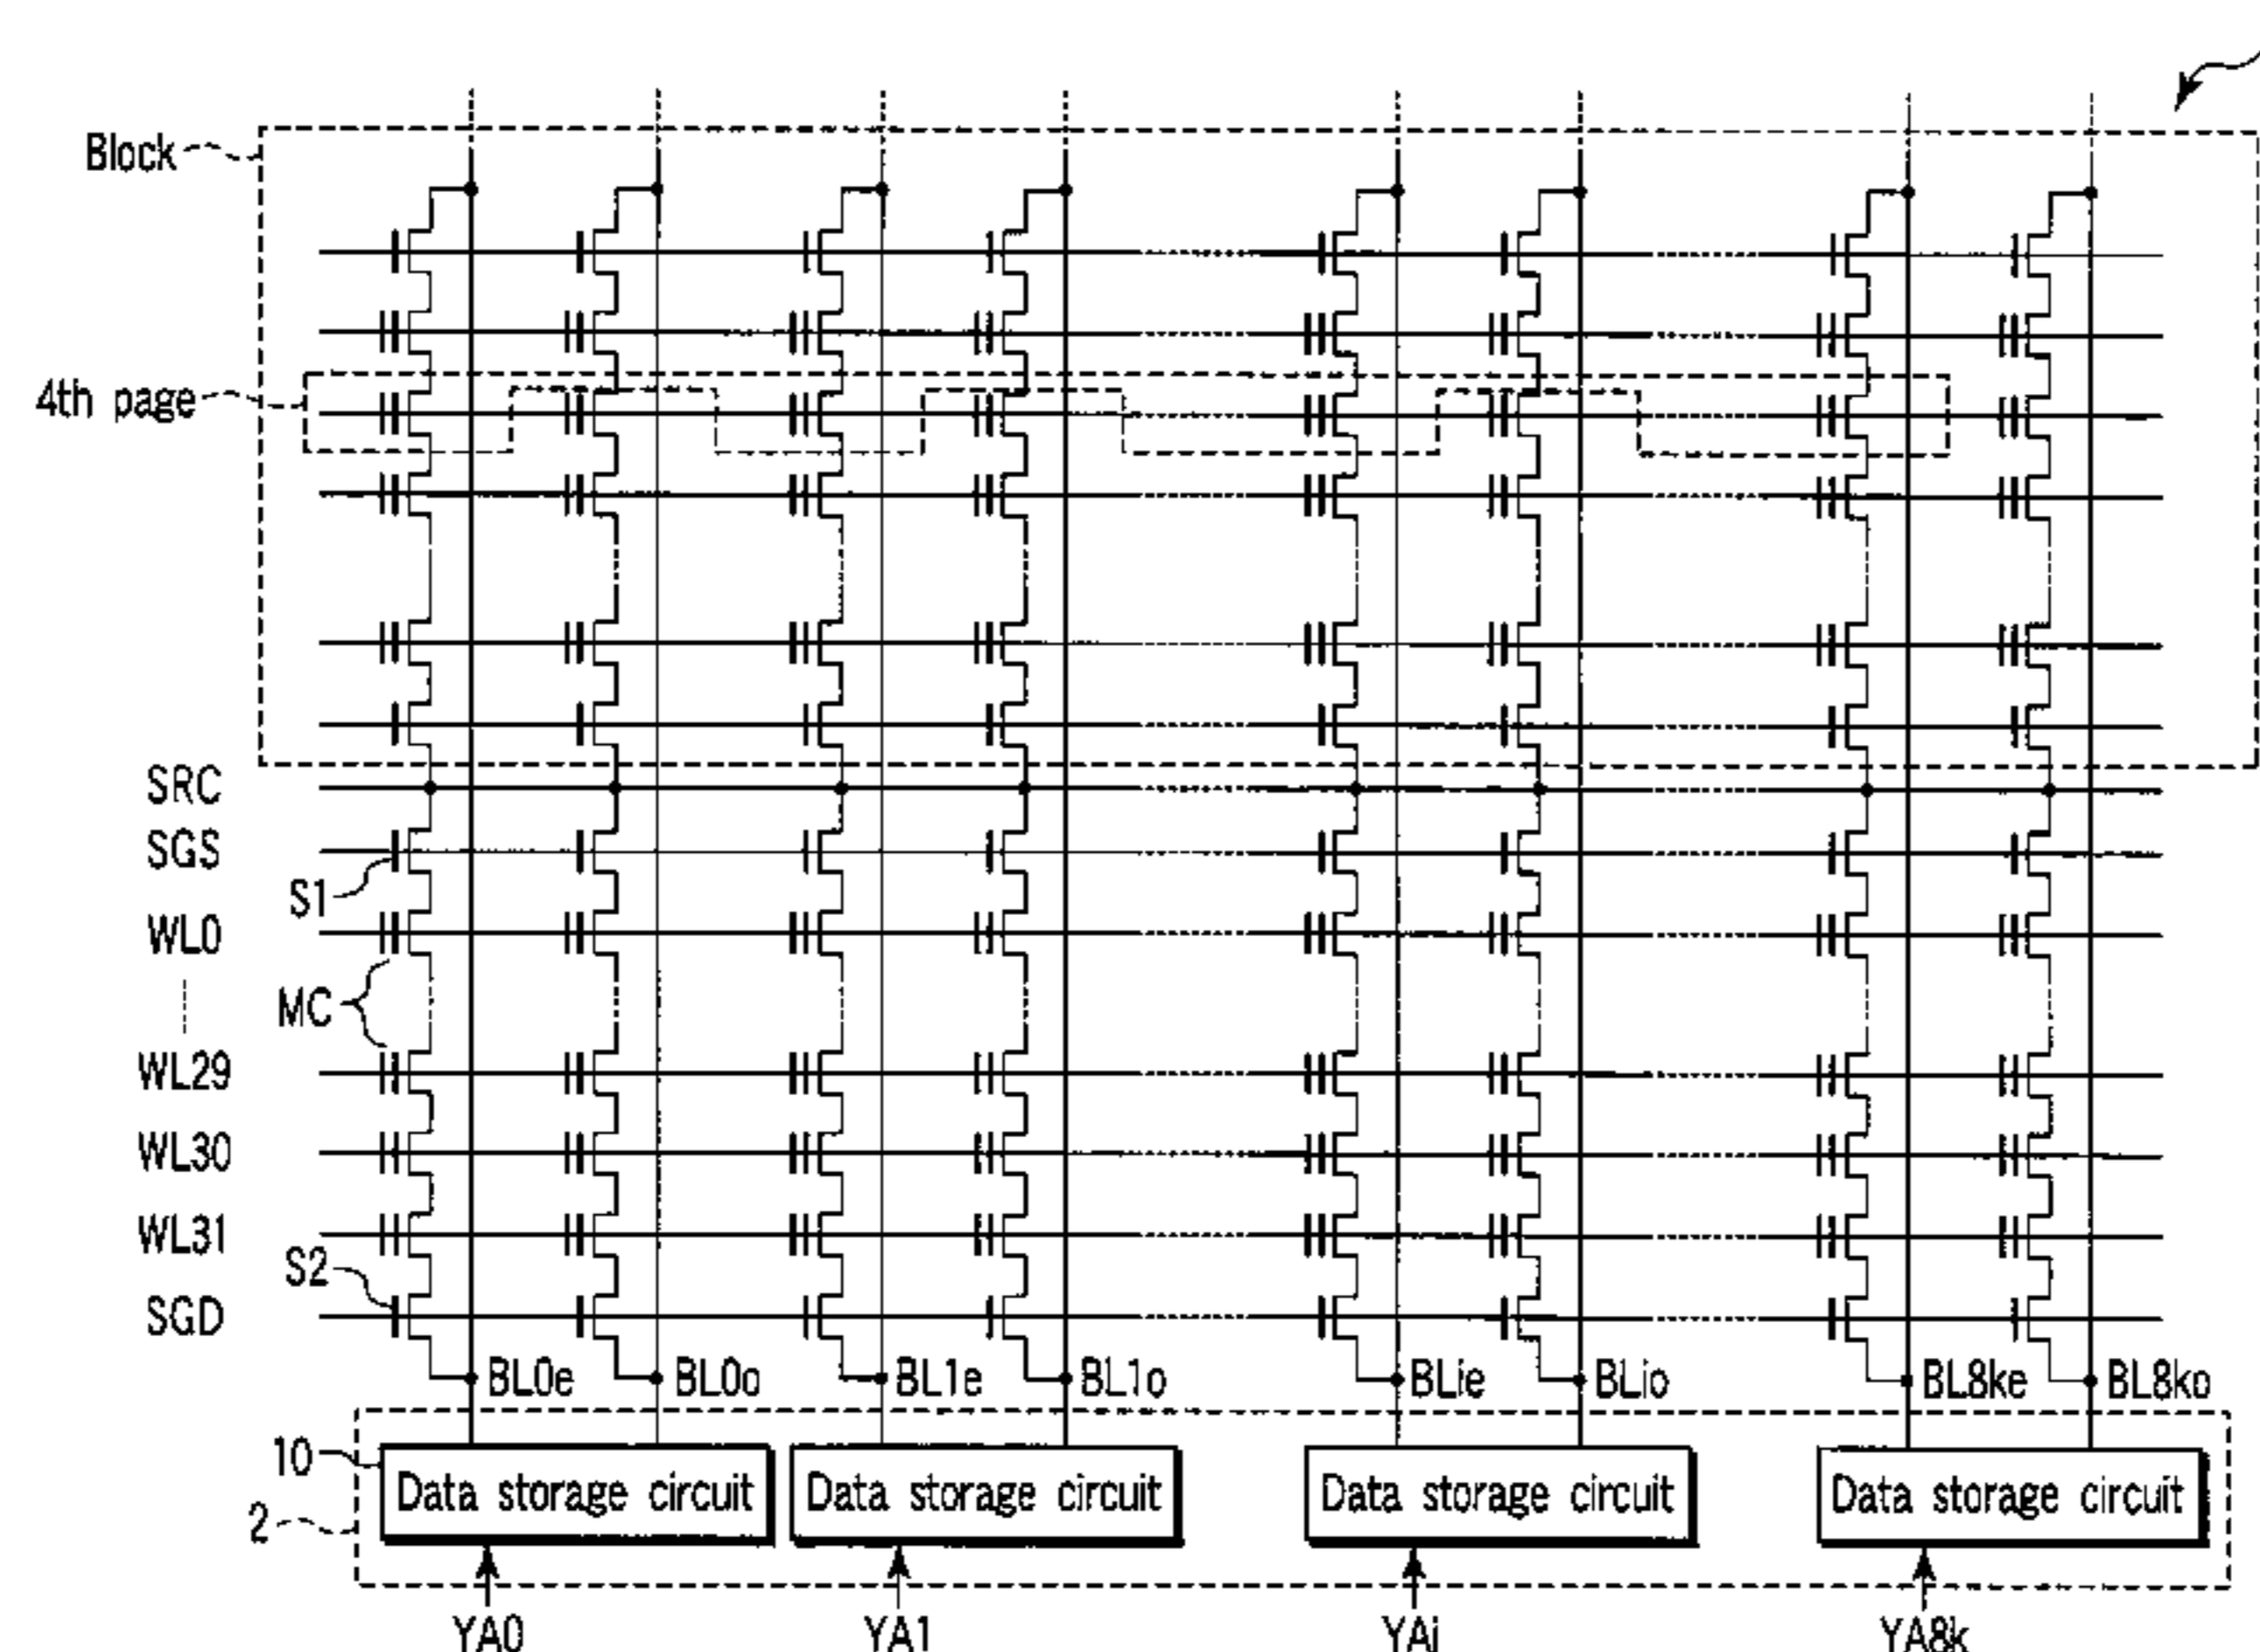 Block
4th page
SRC
SGS
S1
WL0
MC
WL29
WL30
WL31
S2
SGD
BL0e BL0o BL1e BL1o BLie BLio BL8ke BL8ko
10
Data storage circuit Data storage circuit Data storage circuit Data storage circuit
2
YA0 YA1 YAi YA8k